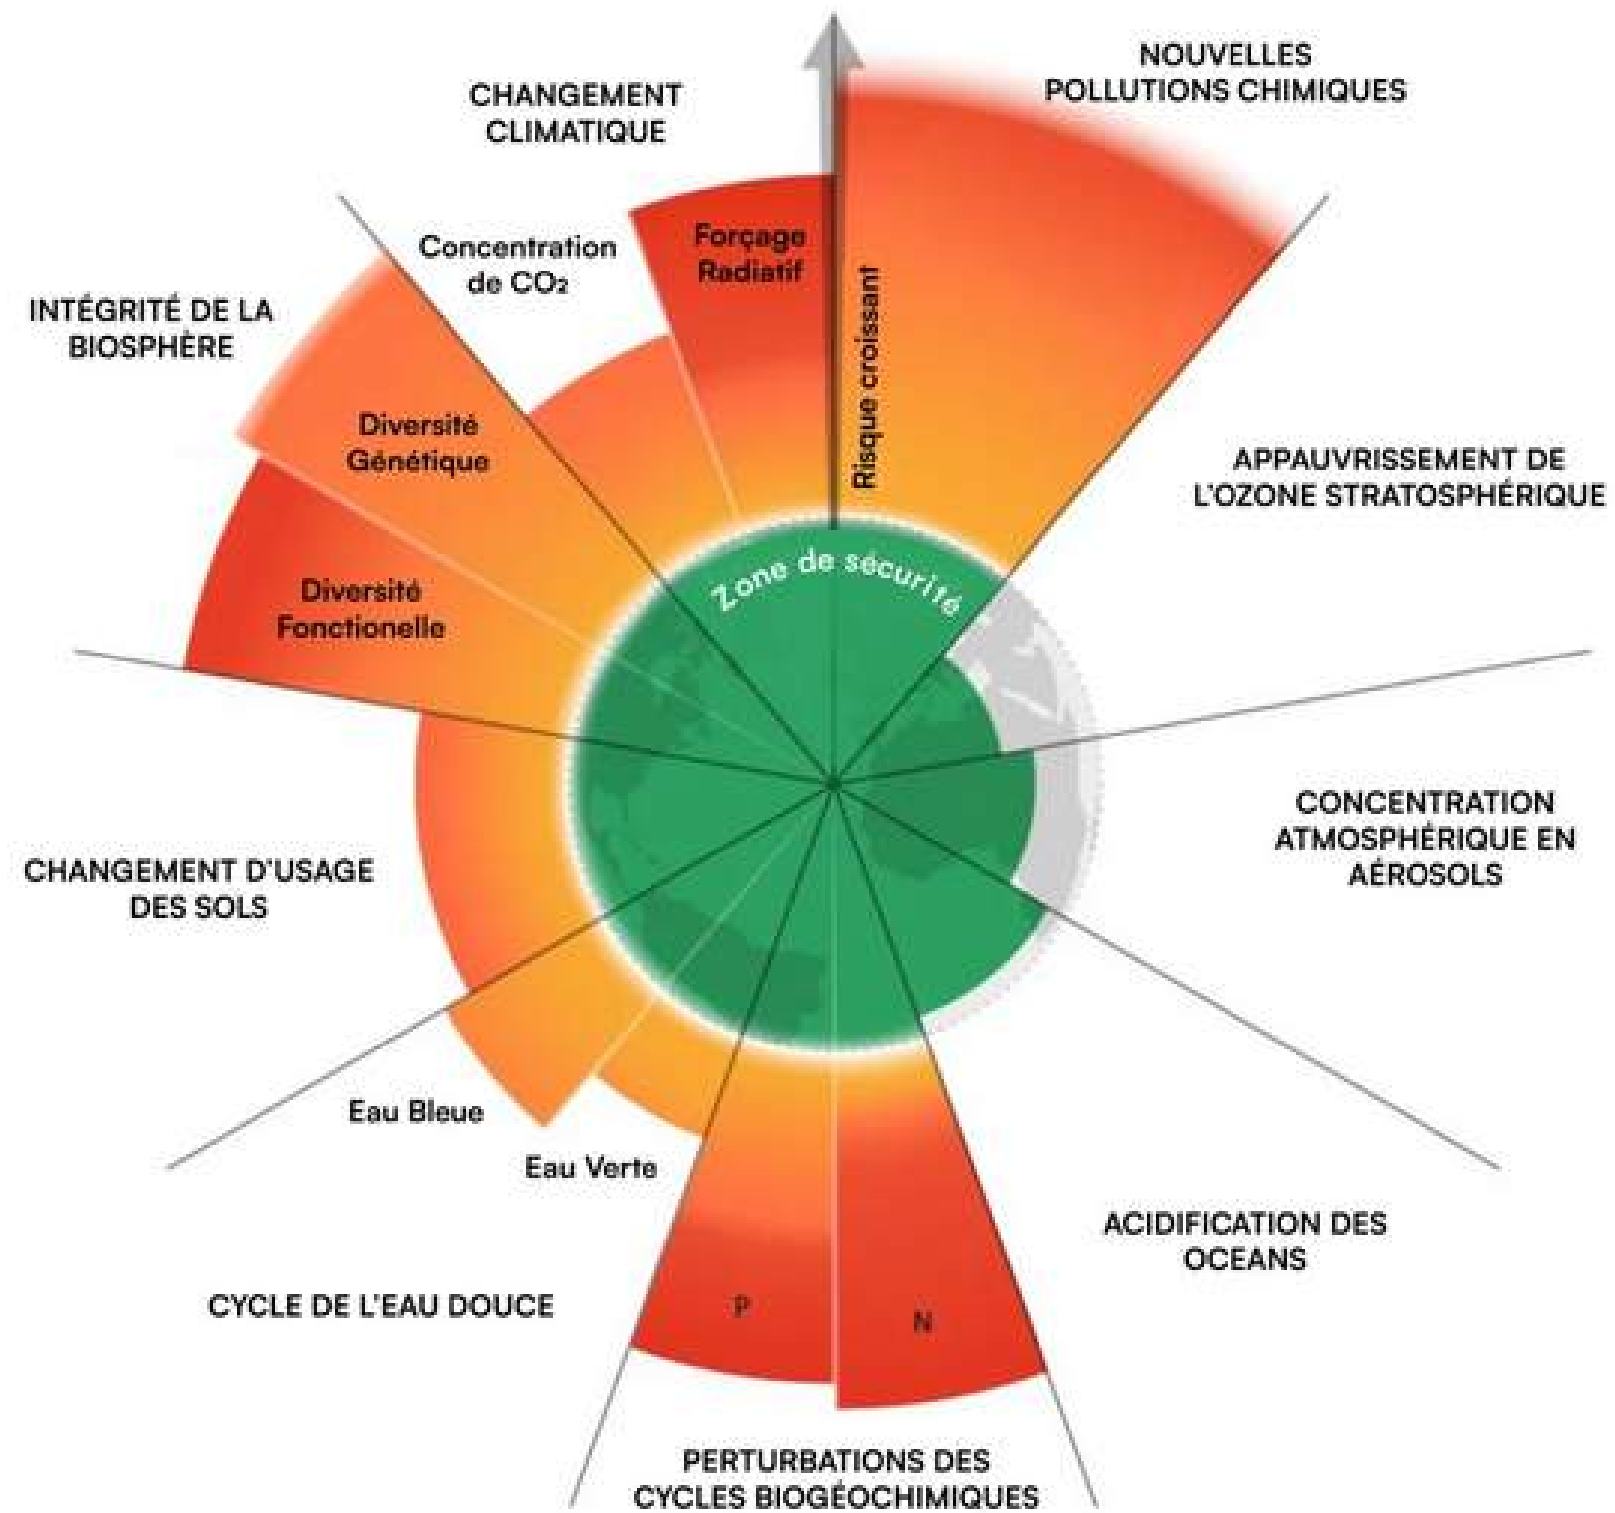 NOUVELLES
POLLUTIONS CHIMIQUES
CHANGEMENT
CLIMATIQUE
Concentration
de CO₂
Forçage
Radiatif
Risque croissant
INTÉGRITÉ DE LA
BIOSPHÈRE
Diversité
Génétique
Diversité
Fonctionelle
APPAUVRISSEMENT DE
L'OZONE STRATOSPHÉRIQUE
Zone de sécurité
CONCENTRATION
ATMOSPHÉRIQUE EN
AÉROSOLS
CHANGEMENT D'USAGE
DES SOLS
Eau Bleue
Eau Verte
ACIDIFICATION DES
OCEANS
CYCLE DE L'EAU DOUCE
P
N
PERTURBATIONS DES
CYCLES BIOGÉOCHIMIQUES